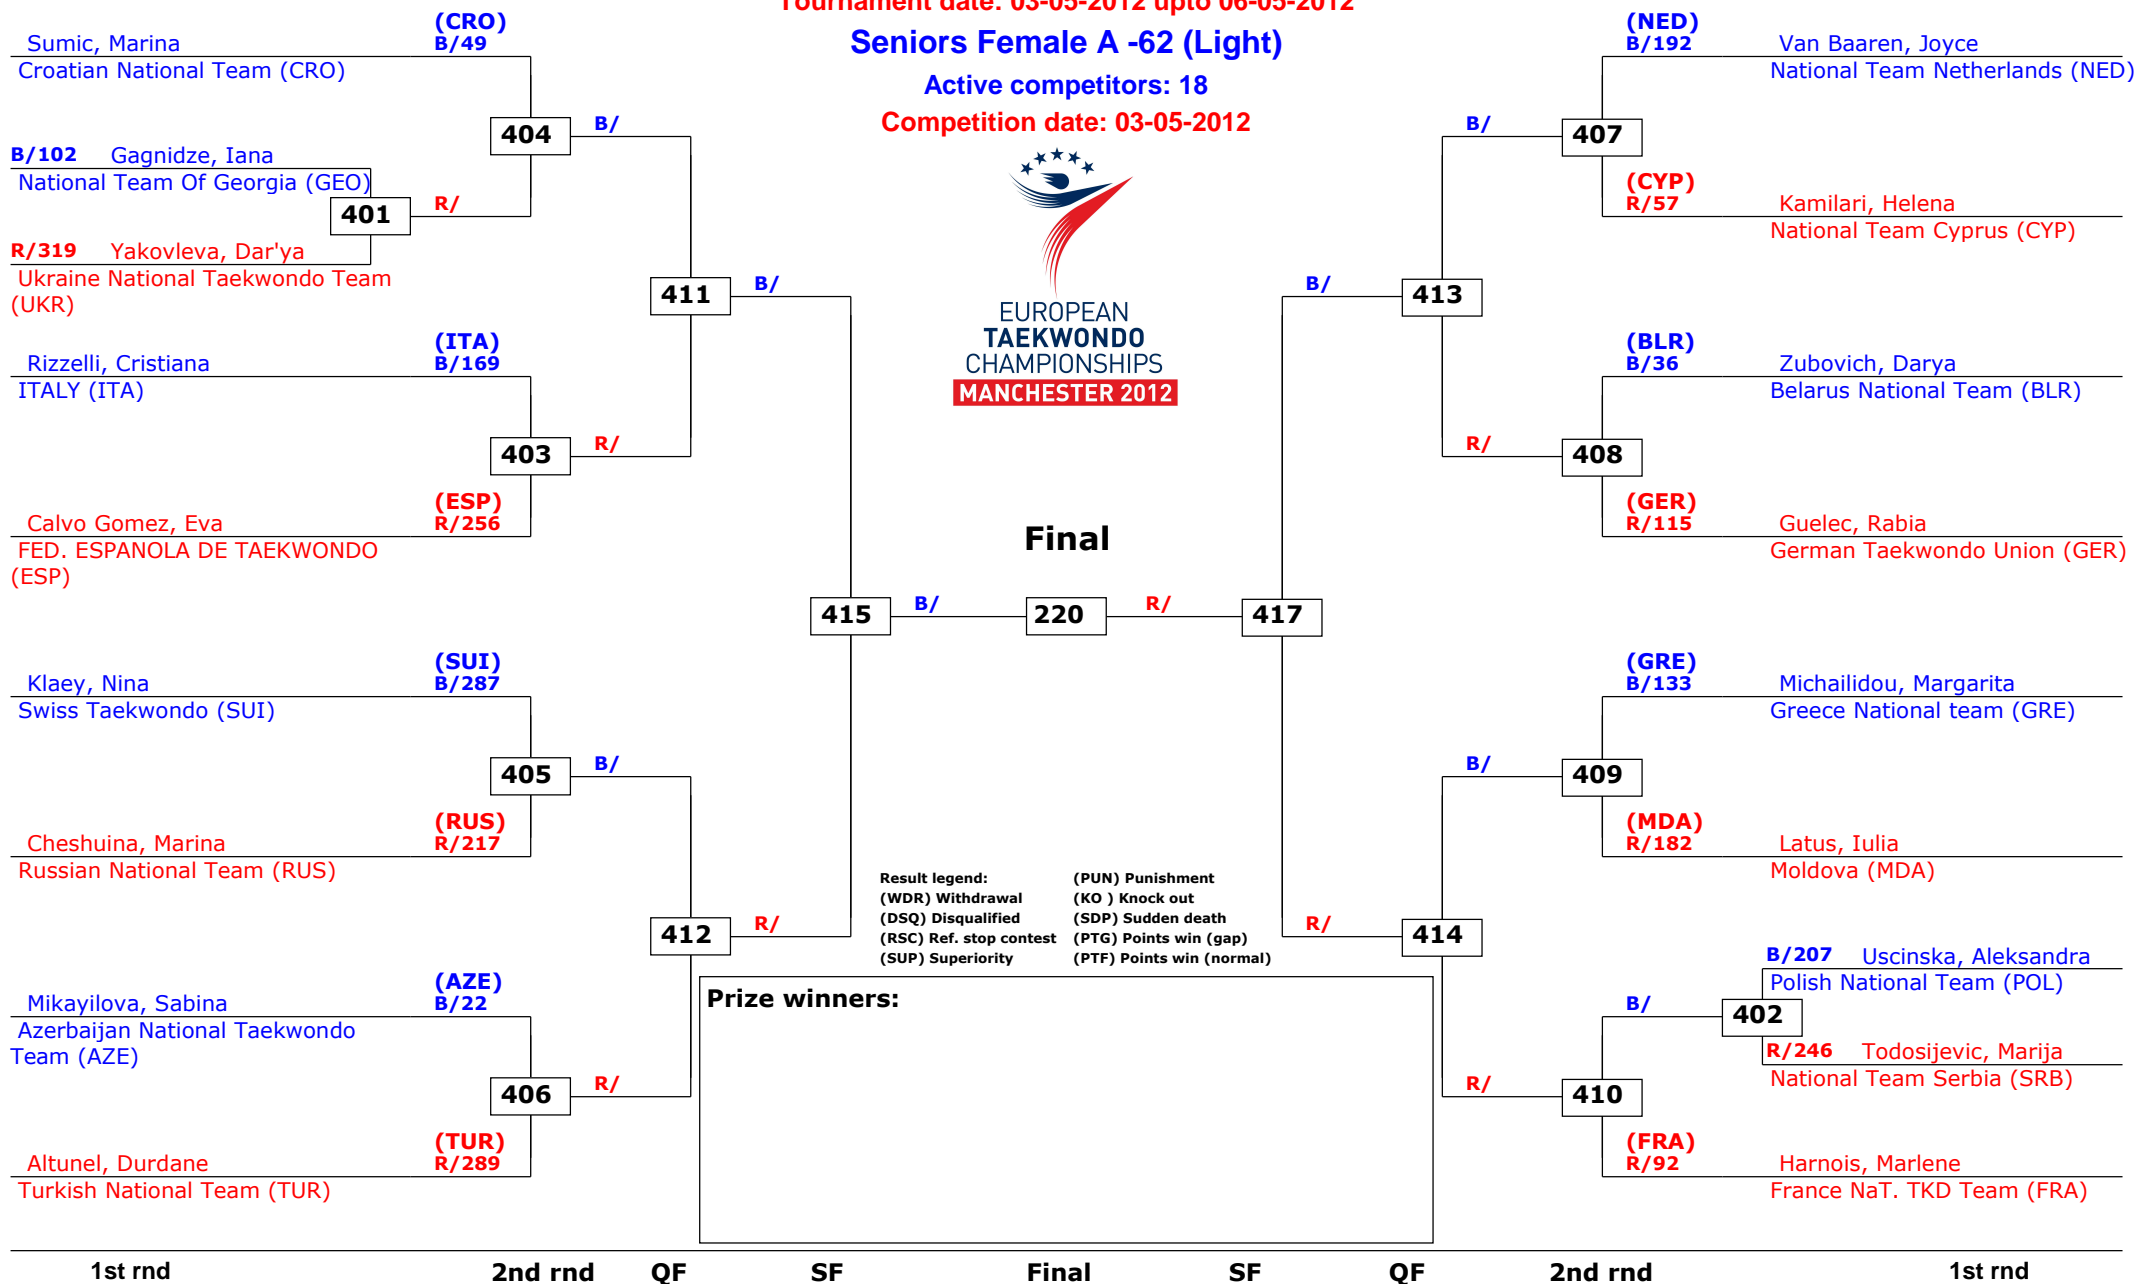 Tournament date: 03-05-2012 upto 06-05-2012
Seniors Female A -62 (Light)
Active competitors: 18
Competition date: 03-05-2012
EUROPEAN
TAEKWONDO
CHAMPIONSHIPS
MANCHESTER 2012
(CRO)
Sumic, Marina B/49
Croatian National Team (CRO)
404 B/
B/102 Gagnidze, Iana
National Team Of Georgia (GEO)
401 R/
R/319 Yakovleva, Dar'ya
Ukraine National Taekwondo Team
(UKR)
411 B/
(ITA)
Rizzelli, Cristiana B/169
ITALY (ITA)
403 R/
(ESP)
Calvo Gomez, Eva R/256
FED. ESPANOLA DE TAEKWONDO
(ESP)
415 B/
(SUI)
Klaey, Nina B/287
Swiss Taekwondo (SUI)
405 B/
(RUS)
Cheshuina, Marina R/217
Russian National Team (RUS)
412 R/
(AZE)
Mikayilova, Sabina B/22
Azerbaijan National Taekwondo
Team (AZE)
406 R/
(TUR)
Altunel, Durdane R/289
Turkish National Team (TUR)
Final
220
(NED)
B/192 Van Baaren, Joyce
National Team Netherlands (NED)
B/ 407
(CYP)
R/57 Kamilari, Helena
National Team Cyprus (CYP)
B/ 413
(BLR)
B/36 Zubovich, Darya
Belarus National Team (BLR)
R/ 408
(GER)
R/115 Guelec, Rabia
German Taekwondo Union (GER)
R/ 417
(GRE)
B/133 Michailidou, Margarita
Greece National team (GRE)
B/ 409
(MDA)
R/182 Latus, Iulia
Moldova (MDA)
R/ 414
B/207 Uscinska, Aleksandra
Polish National Team (POL)
B/ 402
R/246 Todosijevic, Marija
National Team Serbia (SRB)
R/ 410
(FRA)
R/92 Harnois, Marlene
France NaT. TKD Team (FRA)
Result legend: (PUN) Punishment
(WDR) Withdrawal (KO ) Knock out
(DSQ) Disqualified (SDP) Sudden death
(RSC) Ref. stop contest (PTG) Points win (gap)
(SUP) Superiority (PTF) Points win (normal)
Prize winners:
1st rnd 2nd rnd QF SF Final SF QF 2nd rnd 1st rnd